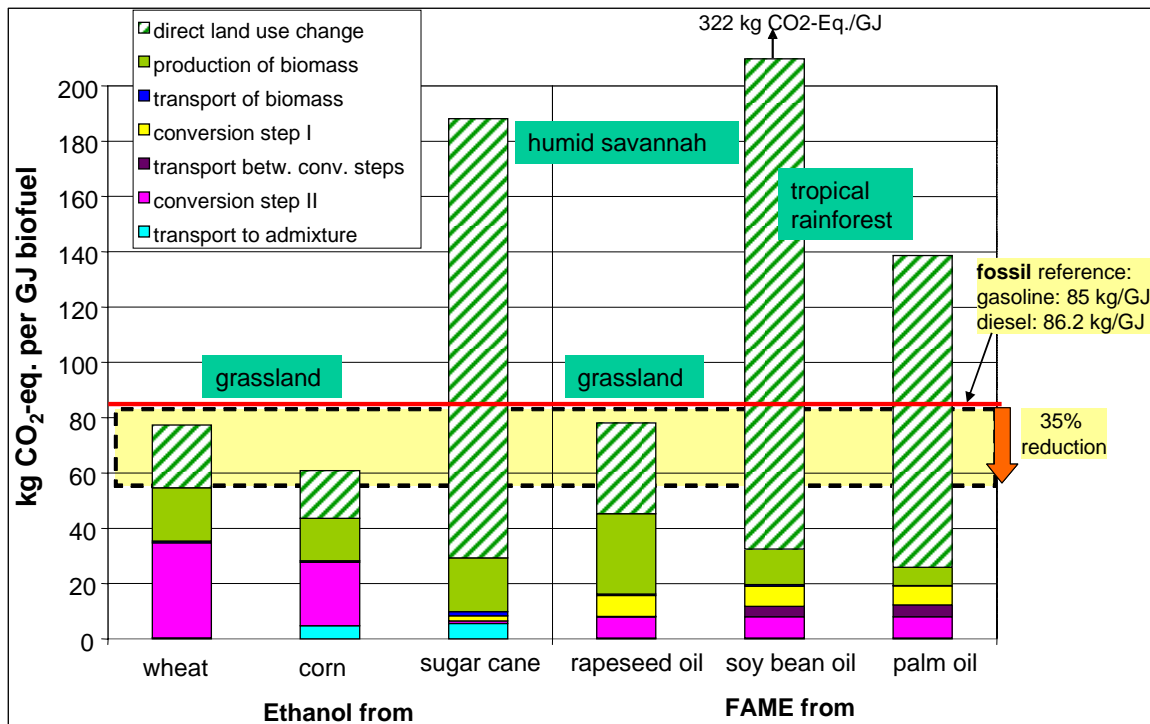 322 kg CO2-Eq./GJ
direct land use change
production of biomass
transport of biomass
conversion step I
transport betw. conv. steps
conversion step II
transport to admixture
kg CO₂-eq. per GJ biofuel
200
180
160
140
120
100
80
60
40
20
0
humid savannah
tropical
rainforest
fossil reference:
gasoline: 85 kg/GJ
diesel: 86.2 kg/GJ
grassland
grassland
35%
reduction
wheat
corn
sugar cane
rapeseed oil
soy bean oil
palm oil
Ethanol from
FAME from